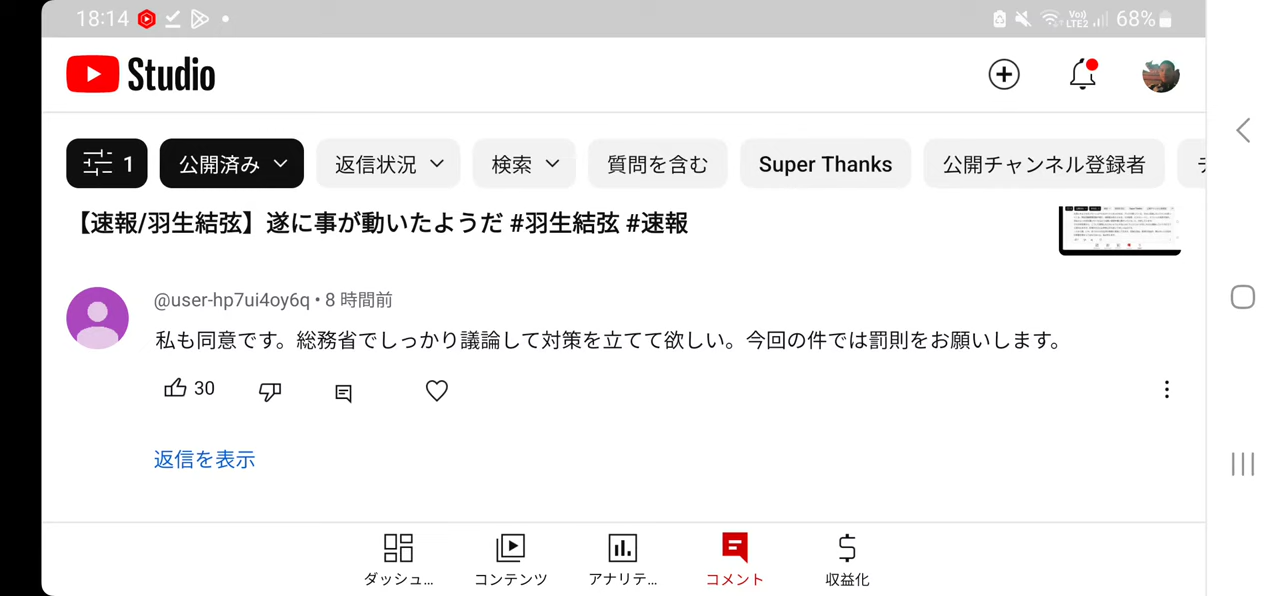 18:14
Vo))
LTE2
68%
Studio
1
公開済み
返信状況
検索
質問を含む
Super Thanks
公開チャンネル登録者
【速報/羽生結弦】遂に事が動いたようだ #羽生結弦 #速報
@user-hp7ui4oy6q • 8 時間前
私も同意です。総務省でしっかり議論して対策を立てて欲しい。今回の件では罰則をお願いします。
30
返信を表示
ダッシュ...
コンテンツ
アナリテ...
コメント
収益化